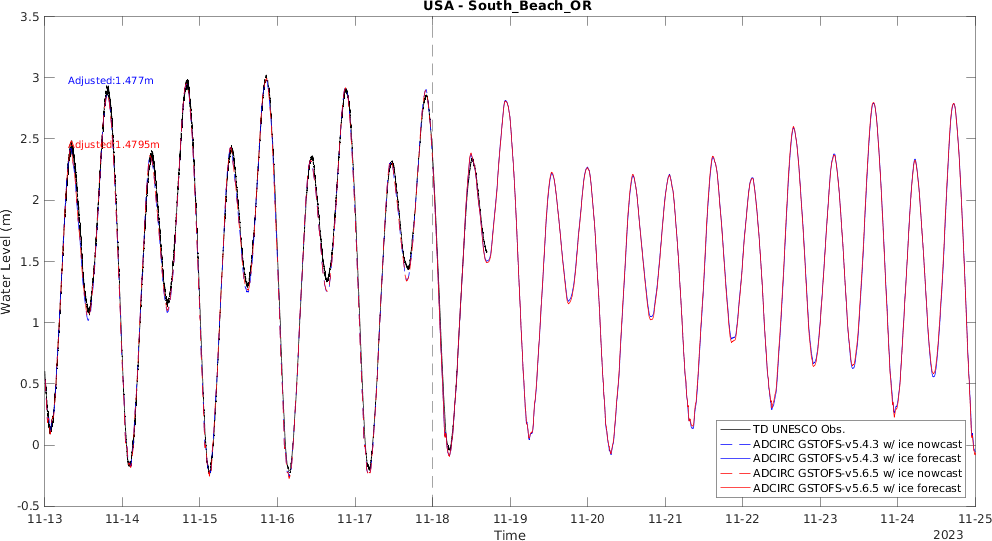 USA - South_Beach_OR
3.5
3
2.5
2
1.5
1
0.5
0
-0.5
Water Level (m)
Adjusted:1.477m
Adjusted:1.4795m
TD UNESCO Obs.
ADCIRC GSTOFS-v5.4.3 w/ ice nowcast
ADCIRC GSTOFS-v5.4.3 w/ ice forecast
ADCIRC GSTOFS-v5.6.5 w/ ice nowcast
ADCIRC GSTOFS-v5.6.5 w/ ice forecast
11-13 11-14 11-15 11-16 11-17 11-18 11-19 11-20 11-21 11-22 11-23 11-24 11-25
Time
2023